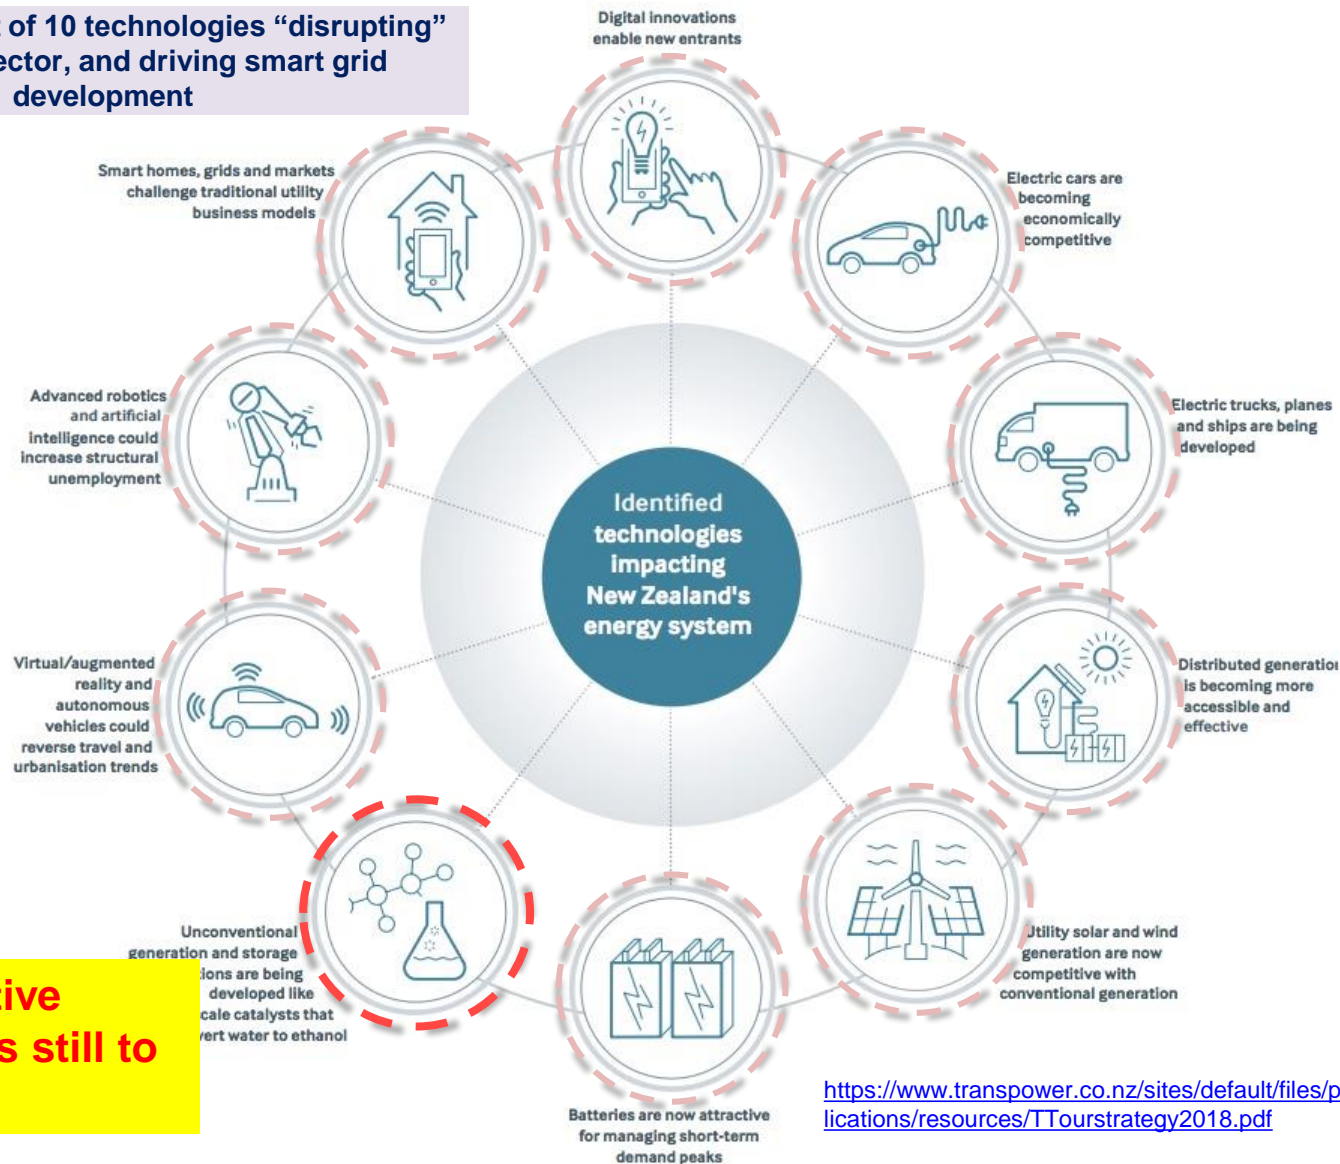 of 10 technologies “disrupting”
ector, and driving smart grid
development
Digital innovations
enable new entrants
Smart homes, grids and markets
challenge traditional utility
business models
Electric cars are
becoming
economically
competitive
Advanced robotics
and artificial
intelligence could
increase structural
unemployment
Electric trucks, planes
and ships are being
developed
Identified
technologies
impacting
New Zealand's
energy system
Virtual/augmented
reality and
autonomous
vehicles could
reverse travel and
urbanisation trends
Distributed generation
is becoming more
accessible and
effective
Unconventional
generation and storage
tions are being
developed like
scale catalysts that
vert water to ethanol
Utility solar and wind
generation are now
competitive with
conventional generation
tive
s still to
Batteries are now attractive
for managing short-term
demand peaks
https://www.transpower.co.nz/sites/default/files/p
lications/resources/TTourstrategy2018.pdf